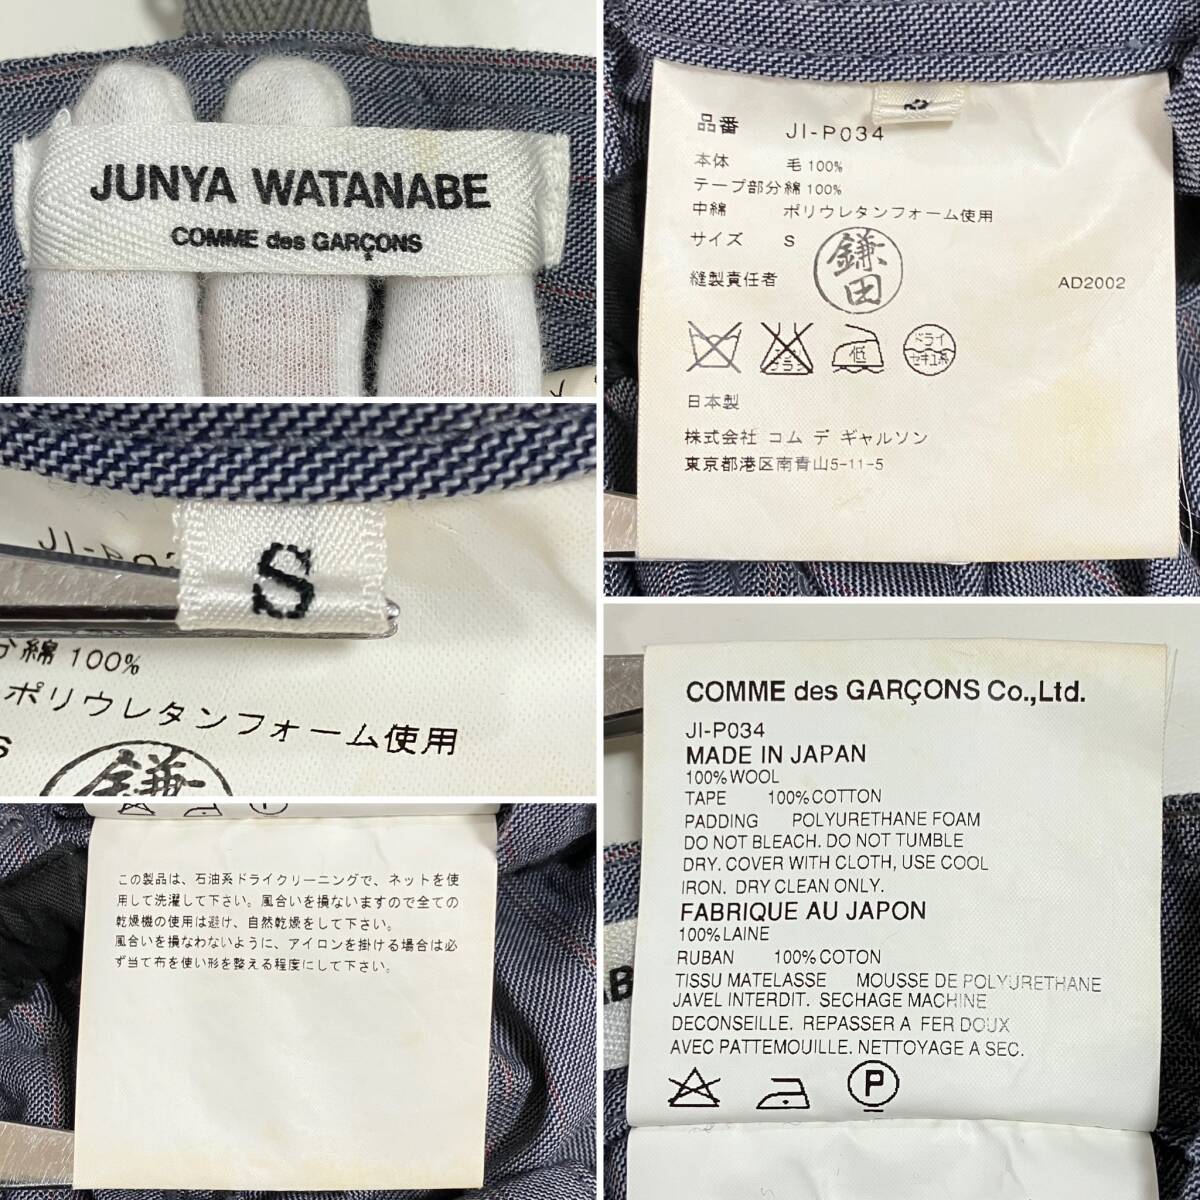 JUNYA WATANABE
COMME des GARÇONS
品番 JI-P034
本体 毛 100%
テープ部分綿 100%
中綿 ポリウレタンフォーム使用
サイズ S
鎌田
縫製責任者
AD2002
低
ドライ
セキユ系
日本製
株式会社 コム デ ギャルソン
東京都港区南青山5-11-5
S
綿 100%
ポリウレタンフォーム使用
S
鎌
COMME des GARÇONS Co.,Ltd.
JI-P034
MADE IN JAPAN
100% WOOL
TAPE 100% COTTON
PADDING POLYURETHANE FOAM
DO NOT BLEACH. DO NOT TUMBLE
DRY. COVER WITH CLOTH, USE COOL
IRON. DRY CLEAN ONLY.
FABRIQUE AU JAPON
100% LAINE
RUBAN 100% COTON
TISSU MATELASSE MOUSSE DE POLYURETHANE
JAVEL INTERDIT. SECHAGE MACHINE
DECONSEILLE. REPASSER A FER DOUX
AVEC PATTEMOUILLE. NETTOYAGE A SEC.
P
この製品は、石油系ドライクリーニングで、ネットを使
用して洗濯して下さい。風合いを損ないますので全ての
乾燥機の使用は避け、自然乾燥をして下さい。
風合いを損なわないように、アイロンを掛ける場合は必
ず当て布を使い形を整える程度にして下さい。